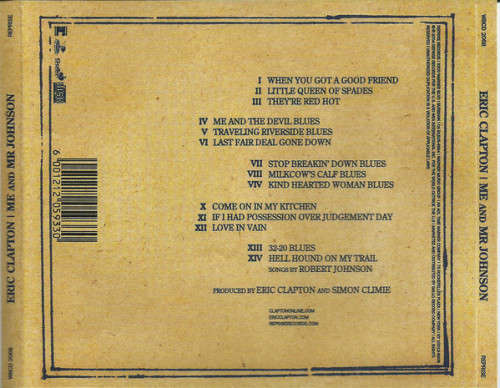 REPRISE
ERIC CLAPTON | ME AND MR JOHNSON
I WHEN YOU GOT A GOOD FRIEND
II LITTLE QUEEN OF SPADES
III THEY'RE RED HOT
IV ME AND THE DEVIL BLUES
V TRAVELING RIVERSIDE BLUES
VI LAST FAIR DEAL GONE DOWN
VII STOP BREAKIN' DOWN BLUES
VIII MILKCOW'S CALF BLUES
VIV KIND HEARTED WOMAN BLUES
X COME ON IN MY KITCHEN
XI IF I HAD POSSESSION OVER JUDGEMENT DAY
XII LOVE IN VAIN
XIII 32-20 BLUES
XIV HELL HOUND ON MY TRAIL
SONGS BY ROBERT JOHNSON
PRODUCED BY ERIC CLAPTON AND SIMON CLIMIE
CLAPTONONLINE.COM
ERICCLAPTON.COM
REPRISERECORDS.COM
6 001212 059330
ERIC CLAPTON | ME AND MR JOHNSON
REPRISE